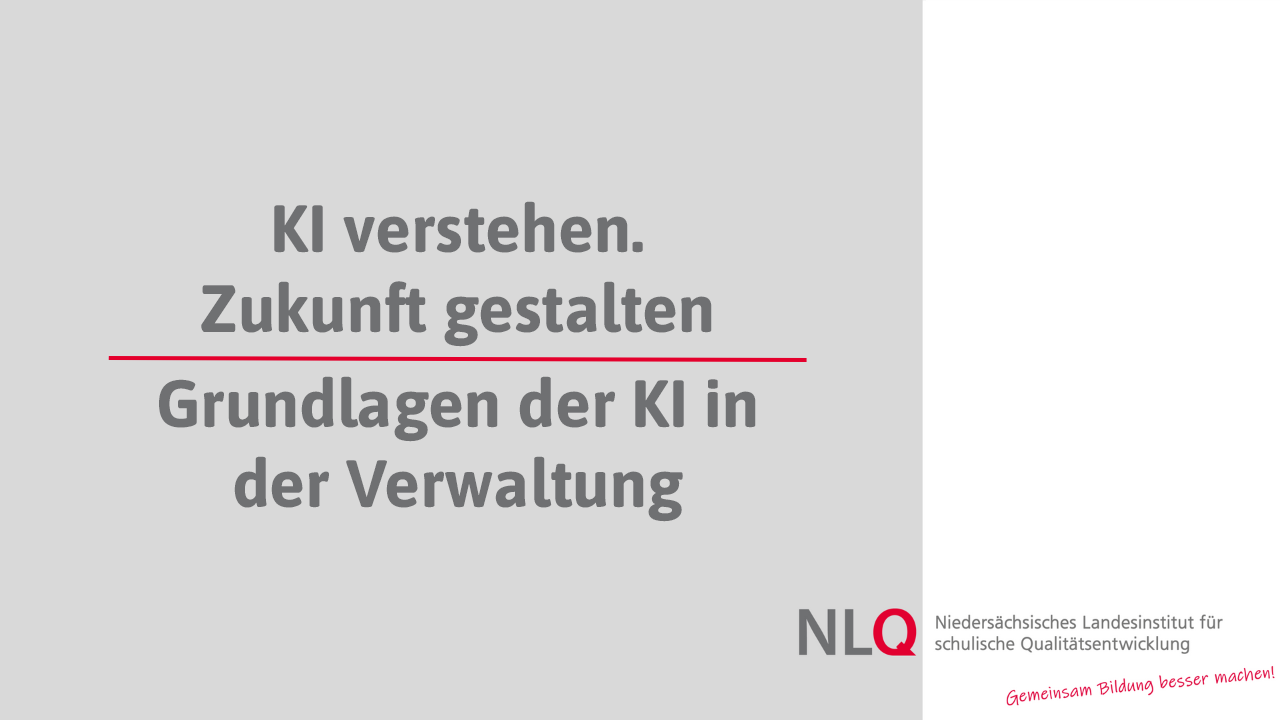 KI verstehen.
Zukunft gestalten
Grundlagen der KI in
der Verwaltung
NLQ
Niedersächsisches Landesinstitut für
schulische Qualitätsentwicklung
Gemeinsam Bildung besser machen!